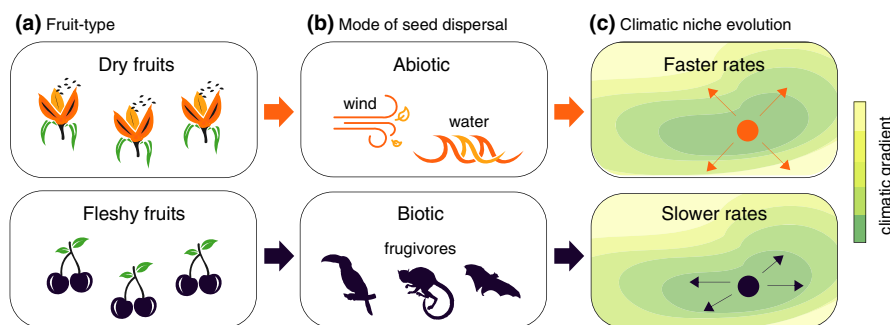 (a) Fruit-type
(b) Mode of seed dispersal
(c) Climatic niche evolution
Dry fruits
Abiotic
Faster rates
wind
water
Fleshy fruits
Biotic
Slower rates
frugivores
climatic gradient